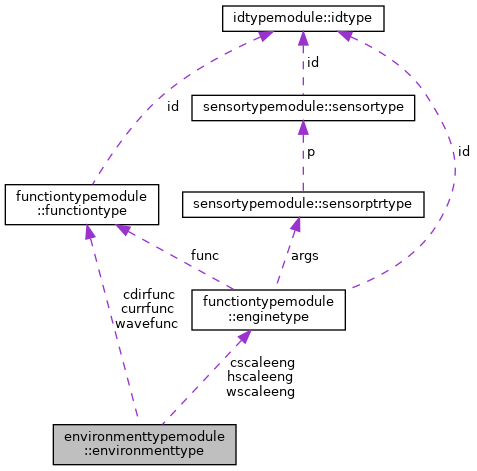 idtypemodule::idtype
id
sensortypemodule::sensortype
id
id
p
functiontypemodule
::functiontype
sensortypemodule::sensorptrtype
func
args
cdirfunc
currfunc
wavefunc
functiontypemodule
::enginetype
cscaleeng
hscaleeng
wscaleeng
environmenttypemodule
::environmenttype